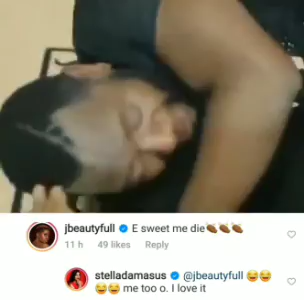 jbeautyfull E sweet me die
11 h 49 likes Reply
stelladamasus @jbeautyfull
me too o. I love it